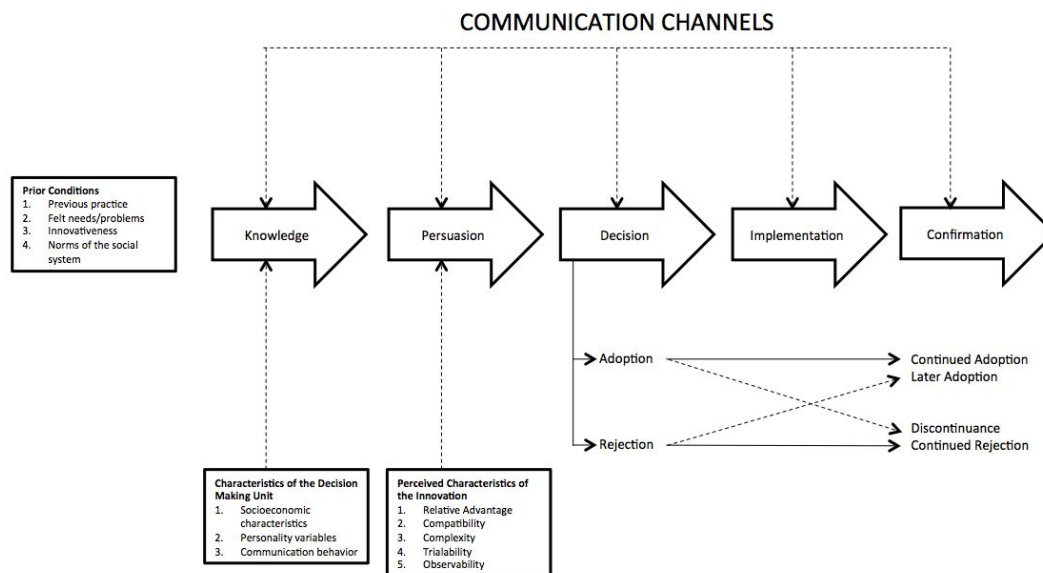 COMMUNICATION CHANNELS
Prior Conditions
1. Previous practice
2. Felt needs/problems
3. Innovativeness
4. Norms of the social
system
Knowledge
Persuasion
Decision
Implementation
Confirmation
Adoption
Continued Adoption
Later Adoption
Discontinuance
Rejection
Continued Rejection
Characteristics of the Decision
Making Unit
1. Socioeconomic
characteristics
2. Personality variables
3. Communication behavior
Perceived Characteristics of
the Innovation
1. Relative Advantage
2. Compatibility
3. Complexity
4. Trialability
5. Observability